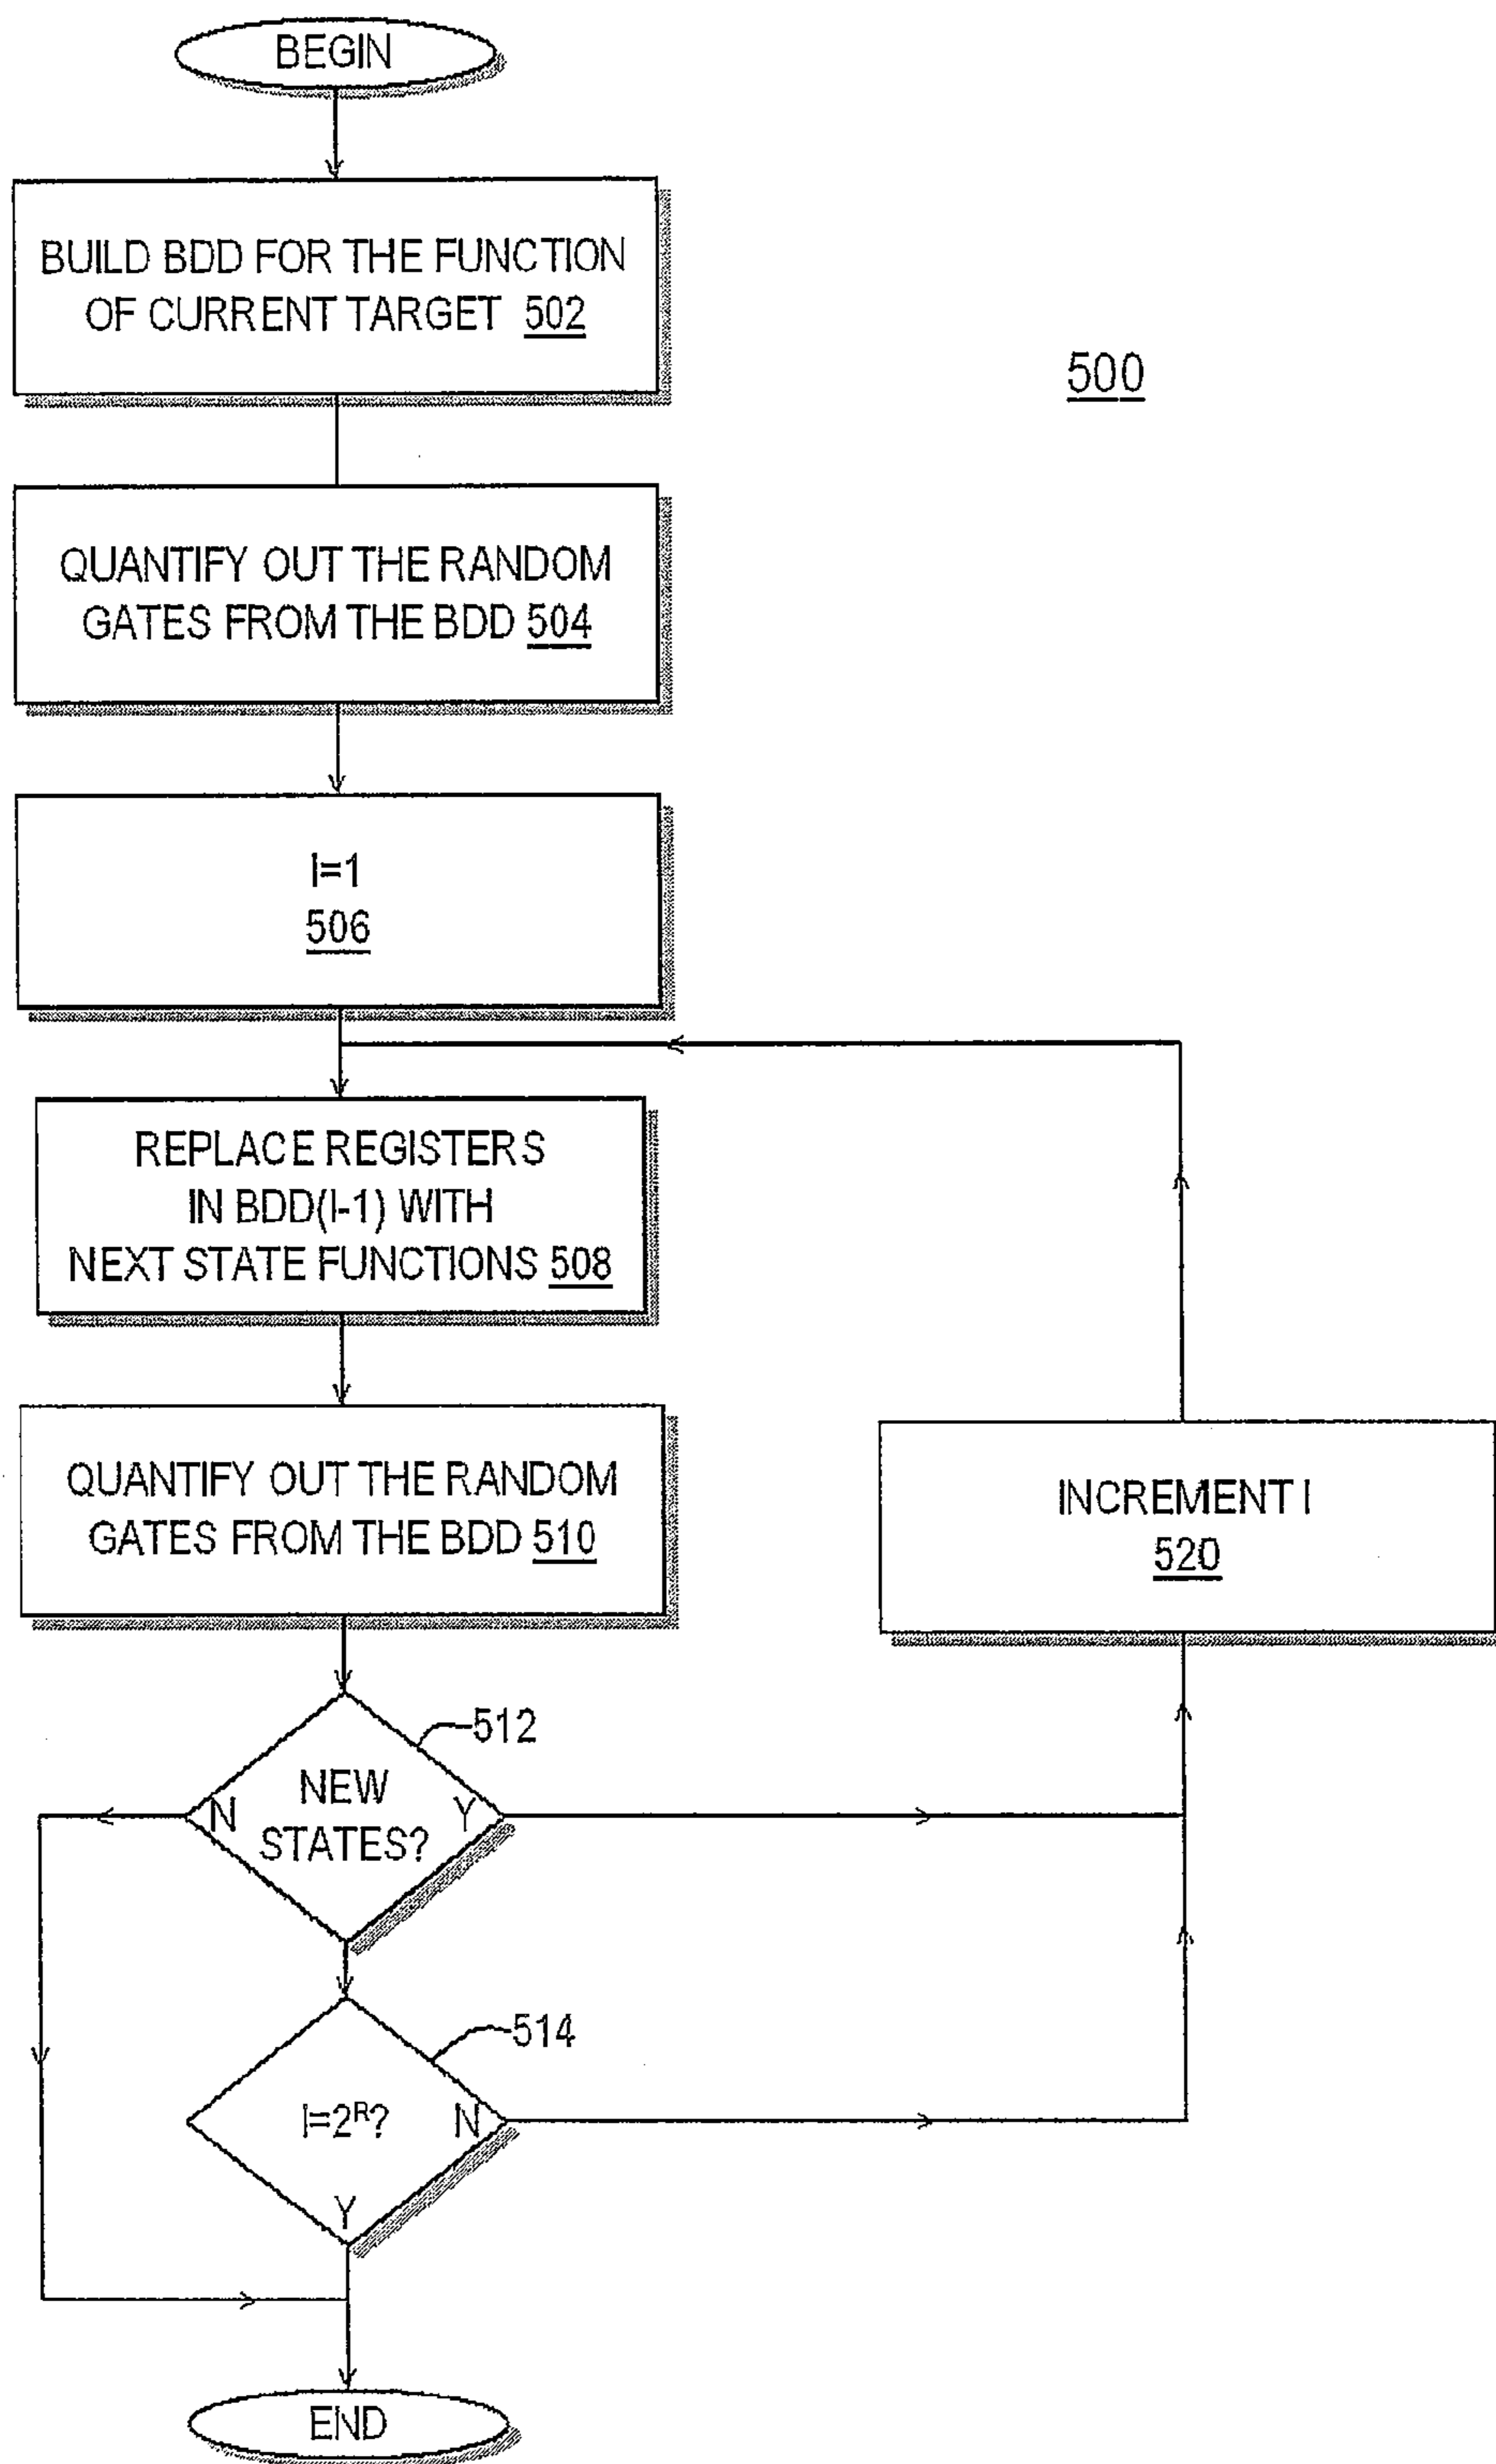 BEGIN
BUILD BDD FOR THE FUNCTION
OF CURRENT TARGET 502
500
QUANTIFY OUT THE RANDOM
GATES FROM THE BDD 504
I=1
506
REPLACE REGISTERS
IN BDD(I-1) WITH
NEXT STATE FUNCTIONS 508
QUANTIFY OUT THE RANDOM
GATES FROM THE BDD 510
INCREMENT I
520
512
NEW
STATES?
N
Y
514
I=2ᴿ?
N
Y
END